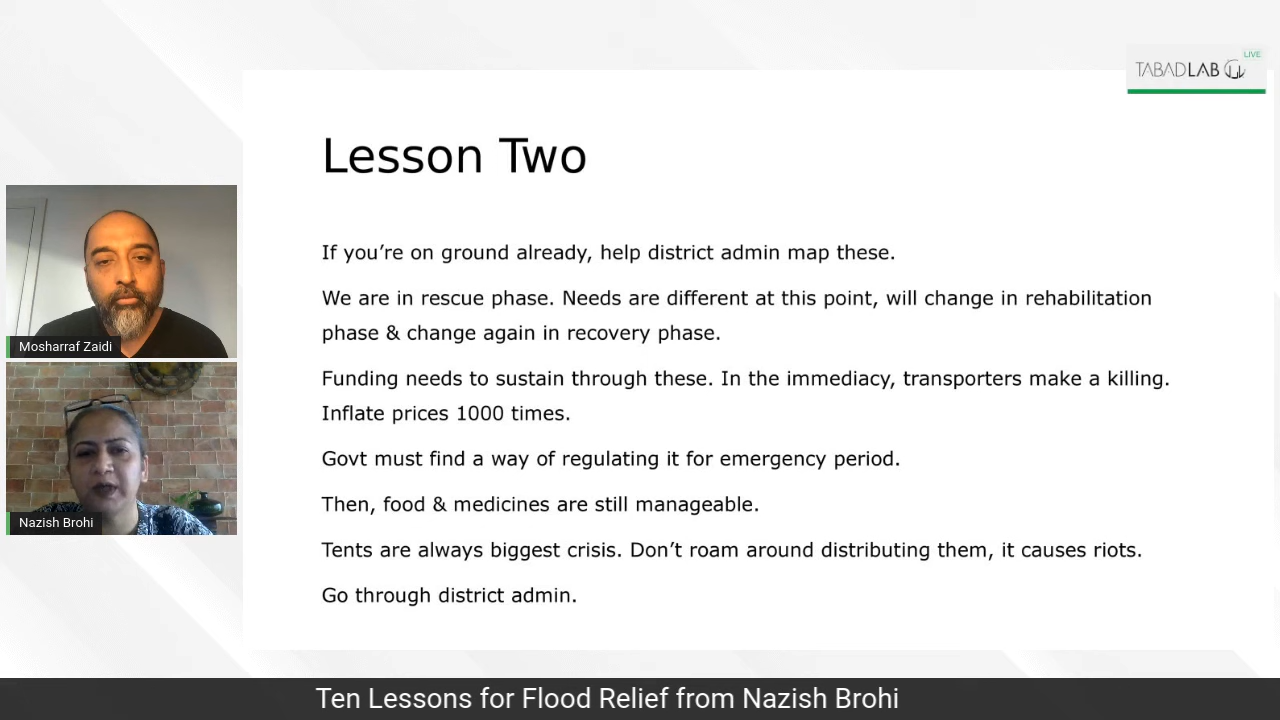 LIVE
TABADLAB
Lesson Two
If you’re on ground already, help district admin map these.
We are in rescue phase. Needs are different at this point, will change in rehabilitation
phase & change again in recovery phase.
Funding needs to sustain through these. In the immediacy, transporters make a killing.
Inflate prices 1000 times.
Govt must find a way of regulating it for emergency period.
Then, food & medicines are still manageable.
Tents are always biggest crisis. Don’t roam around distributing them, it causes riots.
Go through district admin.
Mosharraf Zaidi
Nazish Brohi
Ten Lessons for Flood Relief from Nazish Brohi